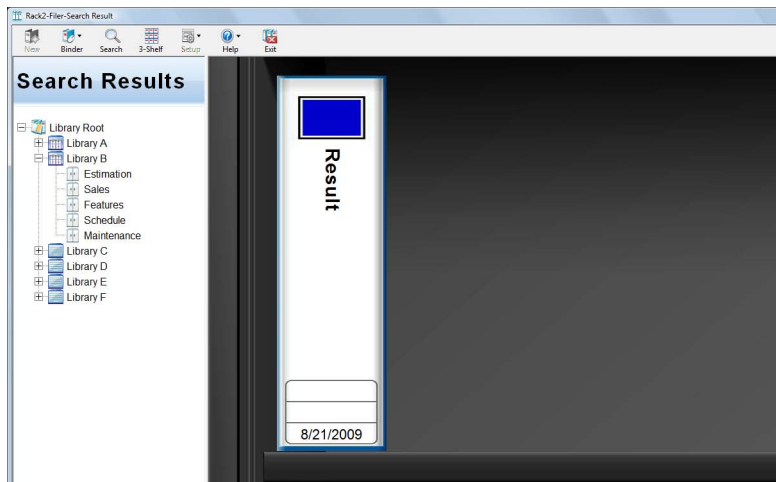 Rack2-Filer-Search Result
New Binder Search 3-Shelf Setup Help Exit
Search Results
Library Root
Library A
Library B
Estimation
Sales
Features
Schedule
Maintenance
Library C
Library D
Library E
Library F
Result
8/21/2009